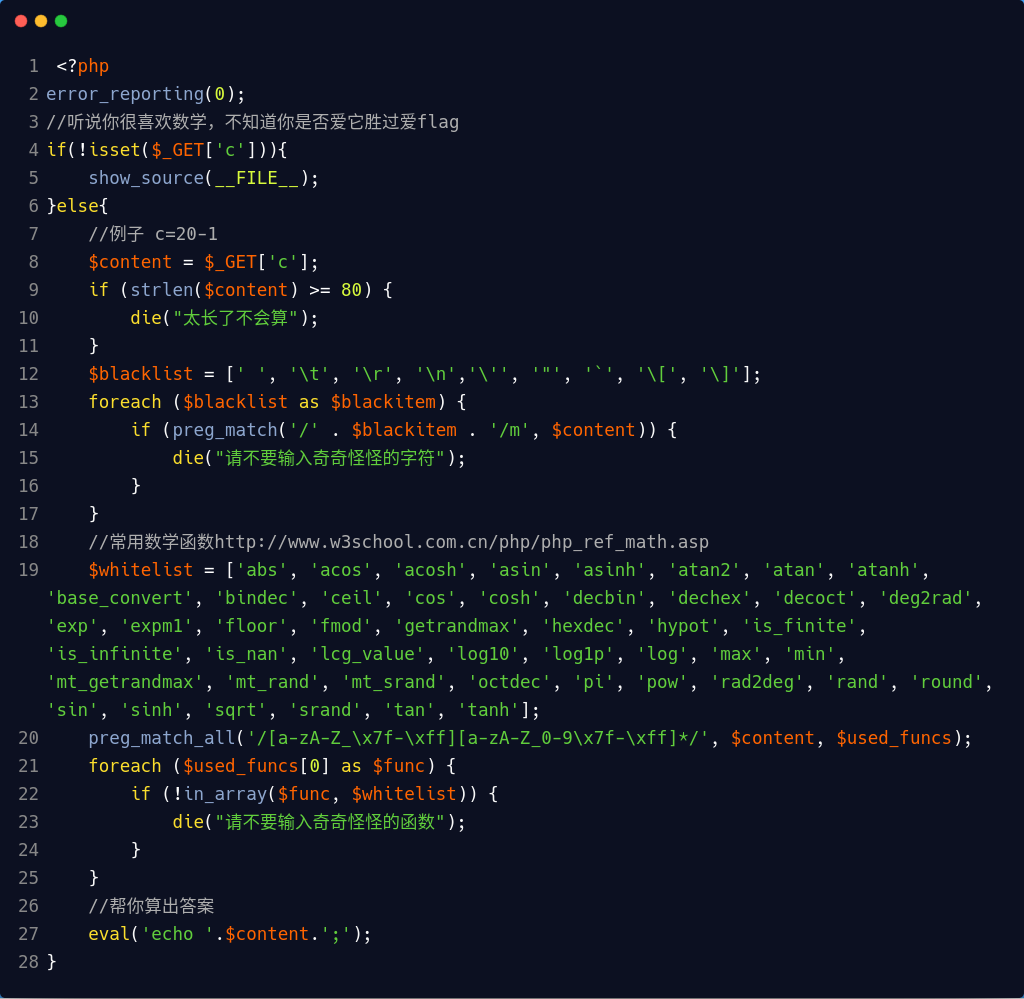 1 <?php
2 error_reporting(0);
3 //听说你很喜欢数学，不知道你是否爱它胜过爱flag
4 if(!isset($_GET['c'])){
5     show_source(__FILE__);
6 }else{
7     //例子 c=20-1
8     $content = $_GET['c'];
9     if (strlen($content) >= 80) {
10         die("太长了不会算");
11     }
12     $blacklist = [' ', '\t', '\r', '\n','\'', '"', '`', '\[', '\]'];
13     foreach ($blacklist as $blackitem) {
14         if (preg_match('/' . $blackitem . '/m', $content)) {
15             die("请不要输入奇奇怪怪的字符");
16         }
17     }
18     //常用数学函数http://www.w3school.com.cn/php/php_ref_math.asp
19     $whitelist = ['abs', 'acos', 'acosh', 'asin', 'asinh', 'atan2', 'atan', 'atanh',
'base_convert', 'bindec', 'ceil', 'cos', 'cosh', 'decbin', 'dechex', 'decoct', 'deg2rad',
'exp', 'expm1', 'floor', 'fmod', 'getrandmax', 'hexdec', 'hypot', 'is_finite',
'is_infinite', 'is_nan', 'lcg_value', 'log10', 'log1p', 'log', 'max', 'min',
'mt_getrandmax', 'mt_rand', 'mt_srand', 'octdec', 'pi', 'pow', 'rad2deg', 'rand', 'round',
'sin', 'sinh', 'sqrt', 'srand', 'tan', 'tanh'];
20     preg_match_all('/[a-zA-Z_\x7f-\xff][a-zA-Z_0-9\x7f-\xff]*/', $content, $used_funcs);
21     foreach ($used_funcs[0] as $func) {
22         if (!in_array($func, $whitelist)) {
23             die("请不要输入奇奇怪怪的函数");
24         }
25     }
26     //帮你算出答案
27     eval('echo '.$content.';');
28 }